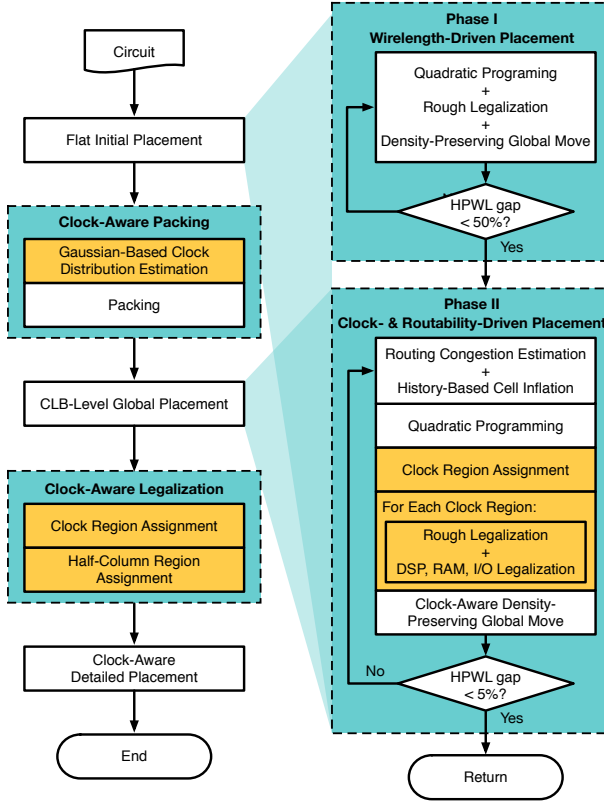 Circuit
Flat Initial Placement
Clock-Aware Packing
Gaussian-Based Clock
Distribution Estimation
Packing
CLB-Level Global Placement
Clock-Aware Legalization
Clock Region Assignment
Half-Column Region
Assignment
Clock-Aware
Detailed Placement
End
Phase I
Wirelength-Driven Placement
Quadratic Programing
+
Rough Legalization
+
Density-Preserving Global Move
HPWL gap
< 50%?
Yes
Phase II
Clock- & Routability-Driven Placement
Routing Congestion Estimation
+
History-Based Cell Inflation
Quadratic Programming
Clock Region Assignment
For Each Clock Region:
Rough Legalization
+
DSP, RAM, I/O Legalization
Clock-Aware Density-
Preserving Global Move
No
HPWL gap
< 5%?
Yes
Return